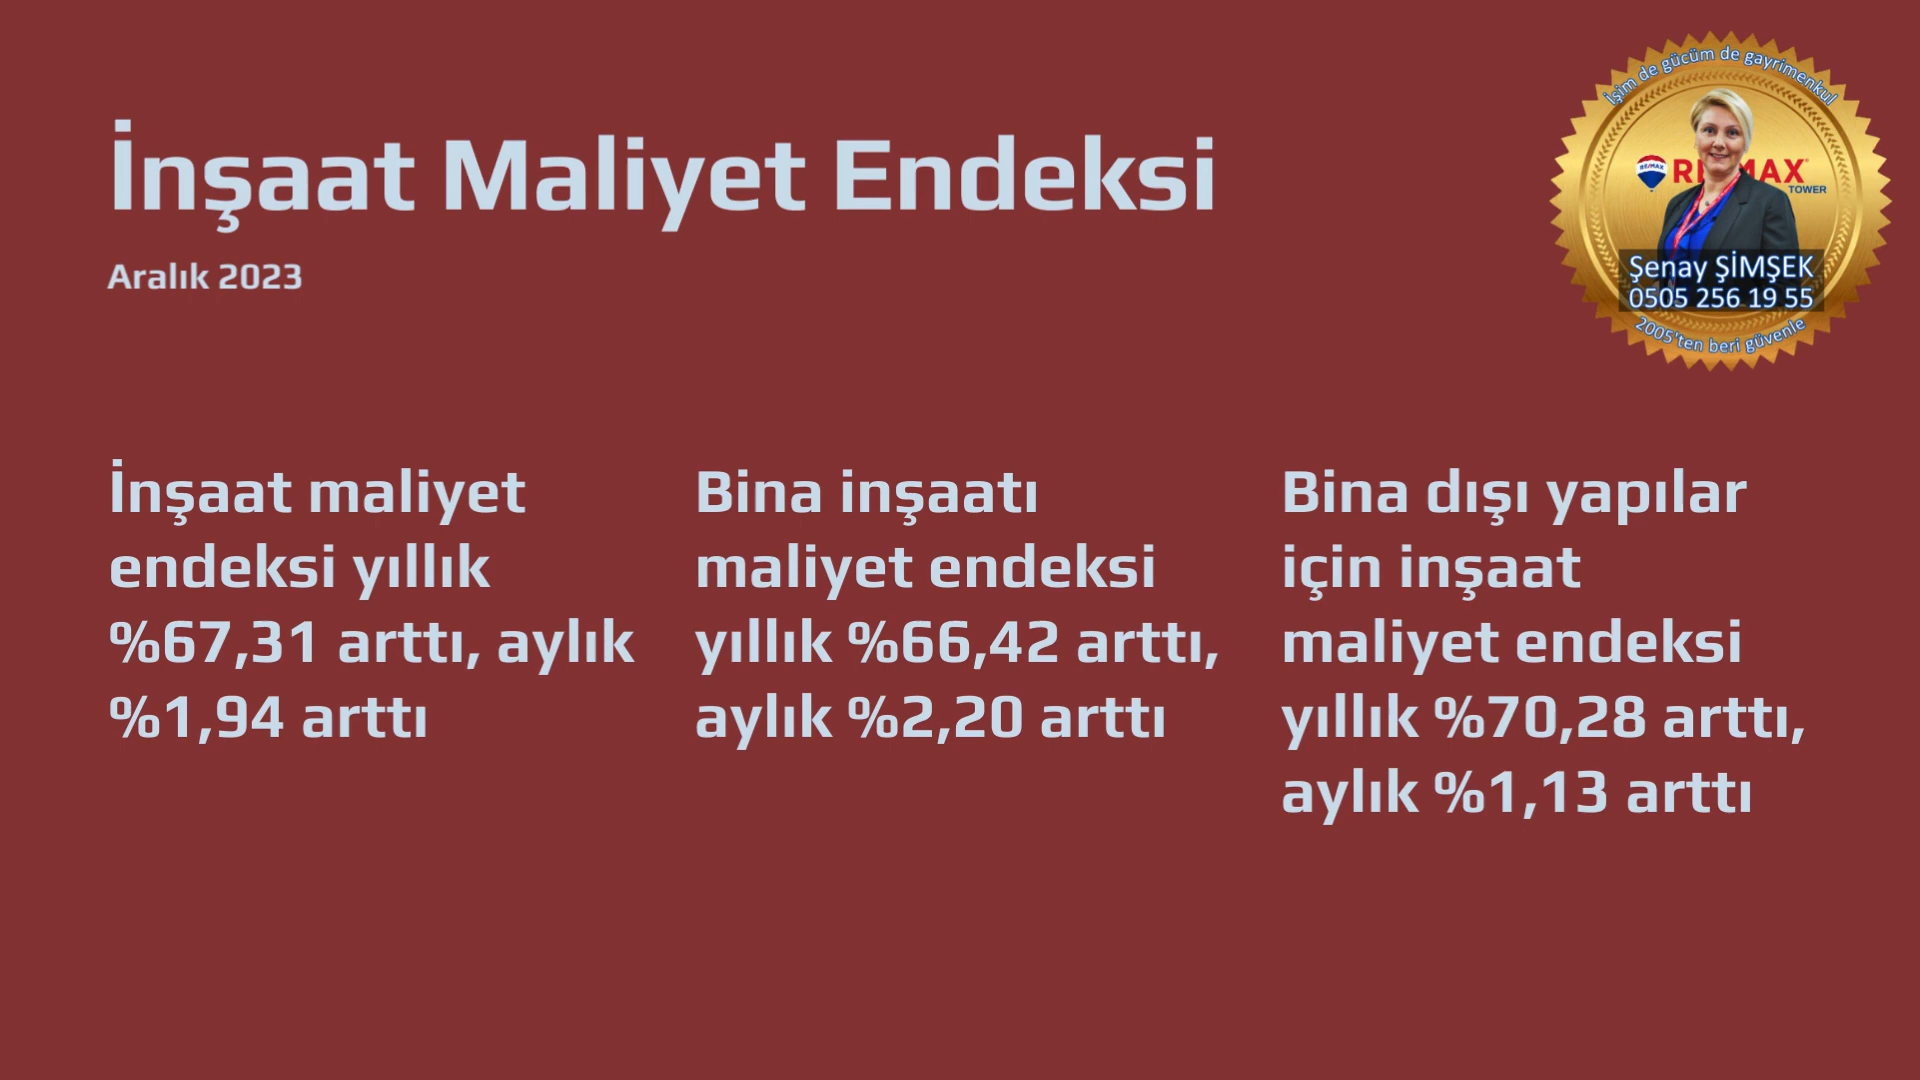 İnşaat Maliyet Endeksi
Aralık 2023
İşim de gücüm de gayrimenkul
RE/MAX
TOWER
Şenay ŞİMŞEK
0505 256 19 55
2005'ten beri güvenle
İnşaat maliyet
endeksi yıllık
%67,31 arttı, aylık
%1,94 arttı
Bina inşaatı
maliyet endeksi
yıllık %66,42 arttı,
aylık %2,20 arttı
Bina dışı yapılar
için inşaat
maliyet endeksi
yıllık %70,28 arttı,
aylık %1,13 arttı